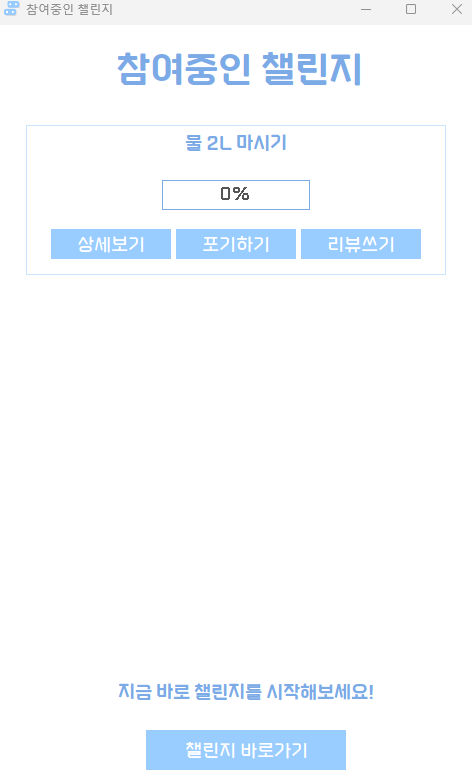 참여중인 챌린지
참여중인 챌린지
물 2L 마시기
0%
상세보기 포기하기 리뷰쓰기
지금 바로 챌린지를 시작해보세요!
챌린지 바로가기